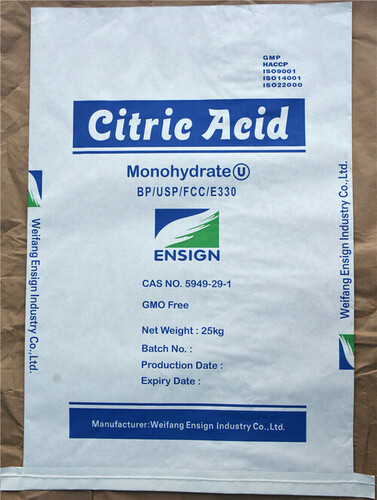 GMP
HACCP
ISO9001
ISO14001
ISO22000
Citric Acid
Monohydrate U
BP/USP/FCC/E330
ENSIGN
CAS NO. 5949-29-1
GMO Free
Net Weight : 25kg
Batch No. :
Production Date :
Expiry Date :
Manufacturer:Weifang Ensign Industry Co.,Ltd.
Weifang Ensign Industry Co.,Ltd.
Weifang Ensign Industry Co.,Ltd.